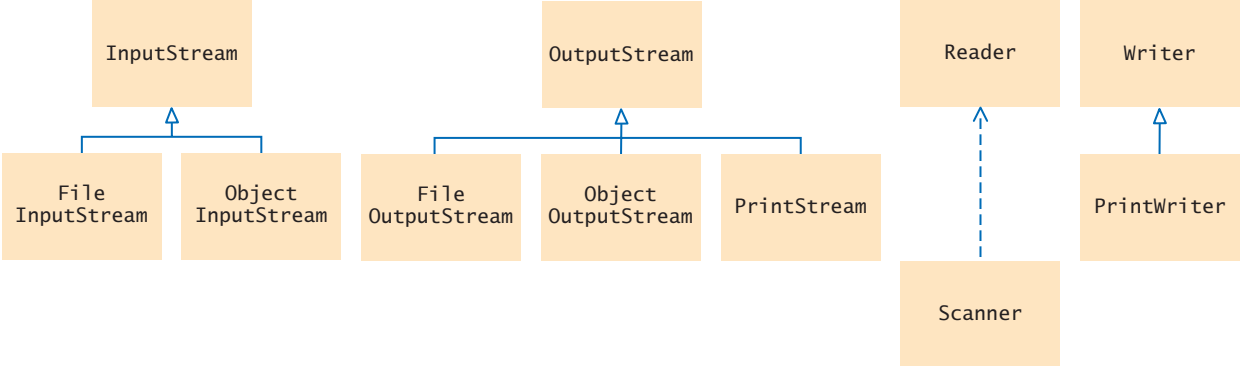 InputStream
OutputStream
Reader
Writer
File
InputStream
Object
InputStream
File
OutputStream
Object
OutputStream
PrintStream
PrintWriter
Scanner